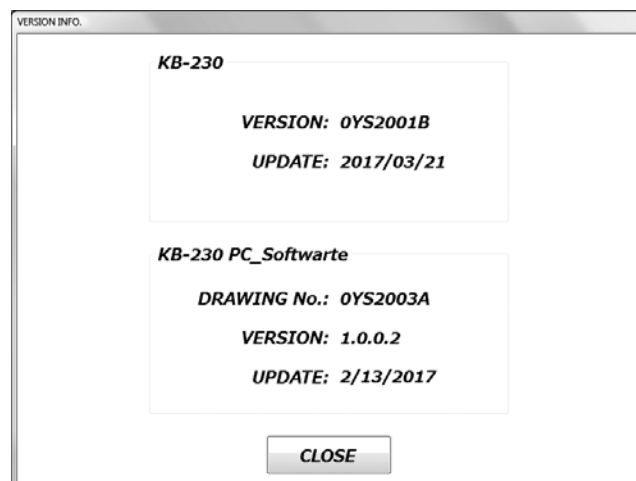 VERSION INFO.
KB-230
VERSION: 0YS2001B
UPDATE: 2017/03/21
KB-230 PC_Softwarte
DRAWING No.: 0YS2003A
VERSION: 1.0.0.2
UPDATE: 2/13/2017
CLOSE